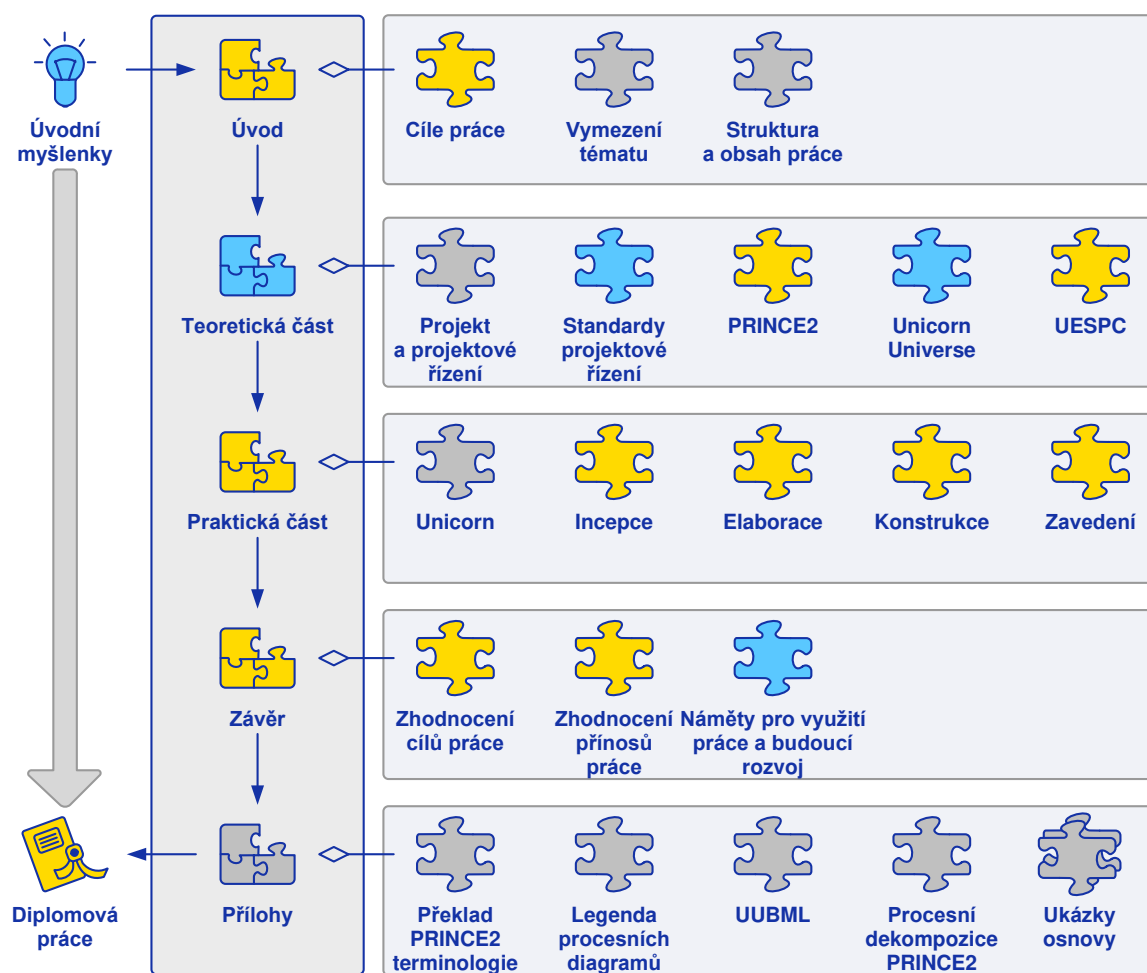 Úvodní
myšlenky
Úvod
Cíle práce
Vymezení
tématu
Struktura
a obsah práce
Teoretická část
Projekt
a projektové
řízení
Standardy
projektové
řízení
PRINCE2
Unicorn
Universe
UESPC
Praktická část
Unicorn
Incepce
Elaborace
Konstrukce
Zavedení
Závěr
Zhodnocení
cílů práce
Zhodnocení
přínosů
práce
Náměty pro využití
práce a budoucí
rozvoj
Diplomová
práce
Přílohy
Překlad
PRINCE2
terminologie
Legenda
procesních
diagramů
UUBML
Procesní
dekompozice
PRINCE2
Ukázky
osnovy